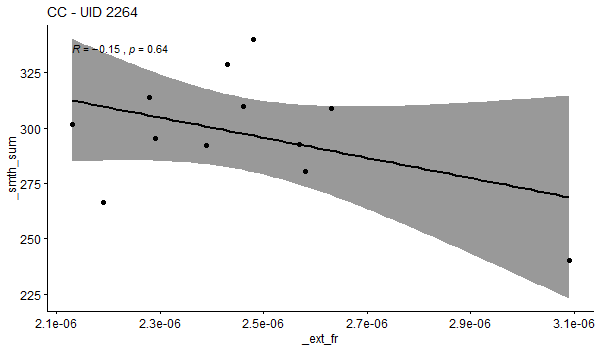 CC - UID 2264
R = −0.15 , p = 0.64
_smth_sum
325
300
275
250
225
2.1e-06 2.3e-06 2.5e-06 2.7e-06 2.9e-06 3.1e-06
_ext_fr